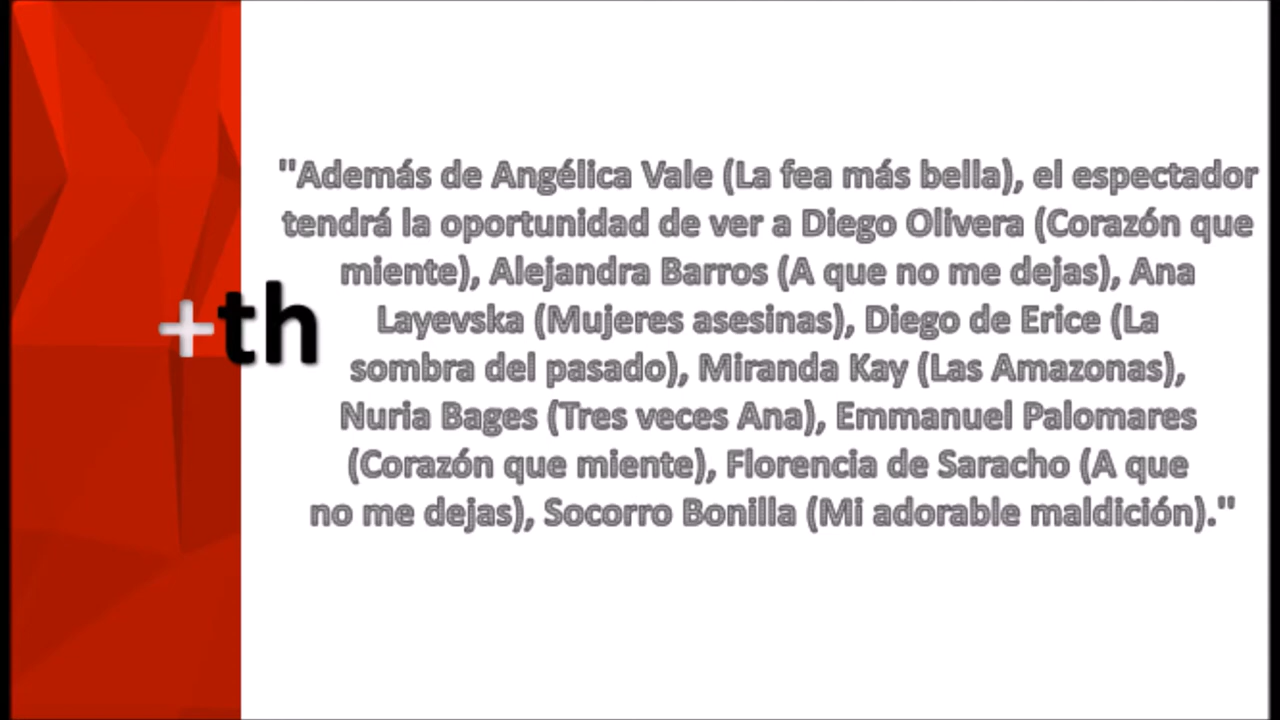 "Además de Angélica Vale (La fea más bella), el espectador
tendrá la oportunidad de ver a Diego Olivera (Corazón que
miente), Alejandra Barros (A que no me dejas), Ana
Layevska (Mujeres asesinas), Diego de Erice (La
sombra del pasado), Miranda Kay (Las Amazonas),
Nuria Bages (Tres veces Ana), Emmanuel Palomares
(Corazón que miente), Florencia de Saracho (A que
no me dejas), Socorro Bonilla (Mi adorable maldición)."
+th